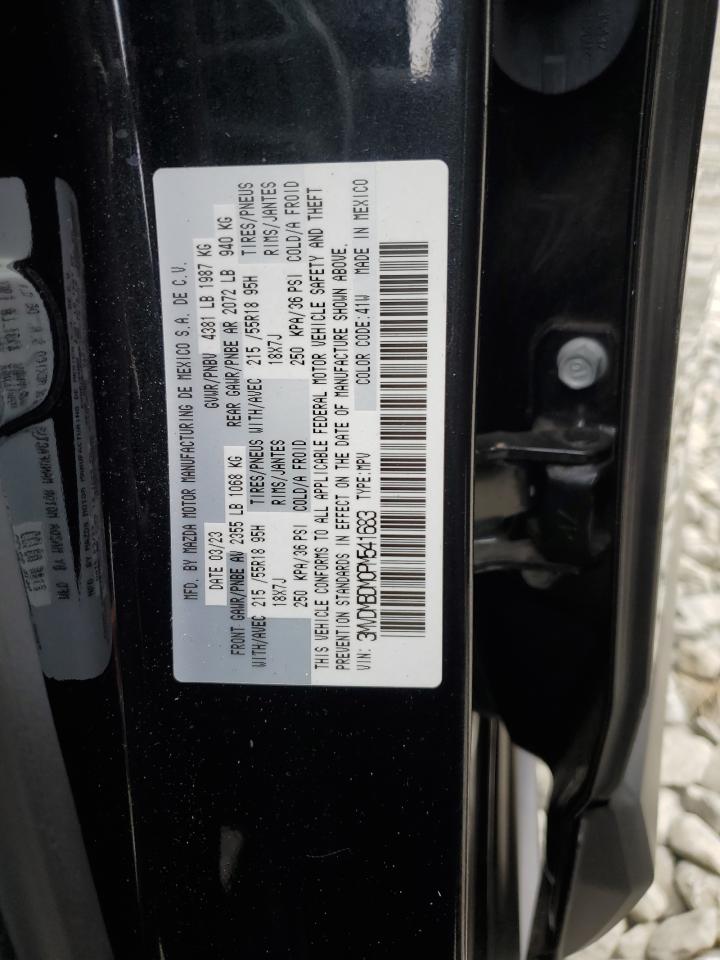 MFD. BY MAZDA MOTOR MANUFACTURING DE MEXICO S.A. DE C.V.
DATE 03/23 GVWR/PNBV 4381 LB 1987 KG
FRONT GAWR/PNBE AV 2355 LB 1068 KG REAR GAWR/PNBE AR 2072 LB 940 KG
WITH/AVEC 215 /55R18 95H TIRES/PNEUS WITH/AVEC 215 /55R18 95H TIRES/PNEUS
18X7J RIMS/JANTES 18X7J RIMS/JANTES
250 KPA/36 PSI COLD/A FROID 250 KPA/36 PSI COLD/A FROID
THIS VEHICLE CONFORMS TO ALL APPLICABLE FEDERAL MOTOR VEHICLE SAFETY AND THEFT
PREVENTION STANDARDS IN EFFECT ON THE DATE OF MANUFACTURE SHOWN ABOVE.
VIN: 3MVDMBDY0PM541683 TYPE:MPV COLOR CODE:41W MADE IN MEXICO